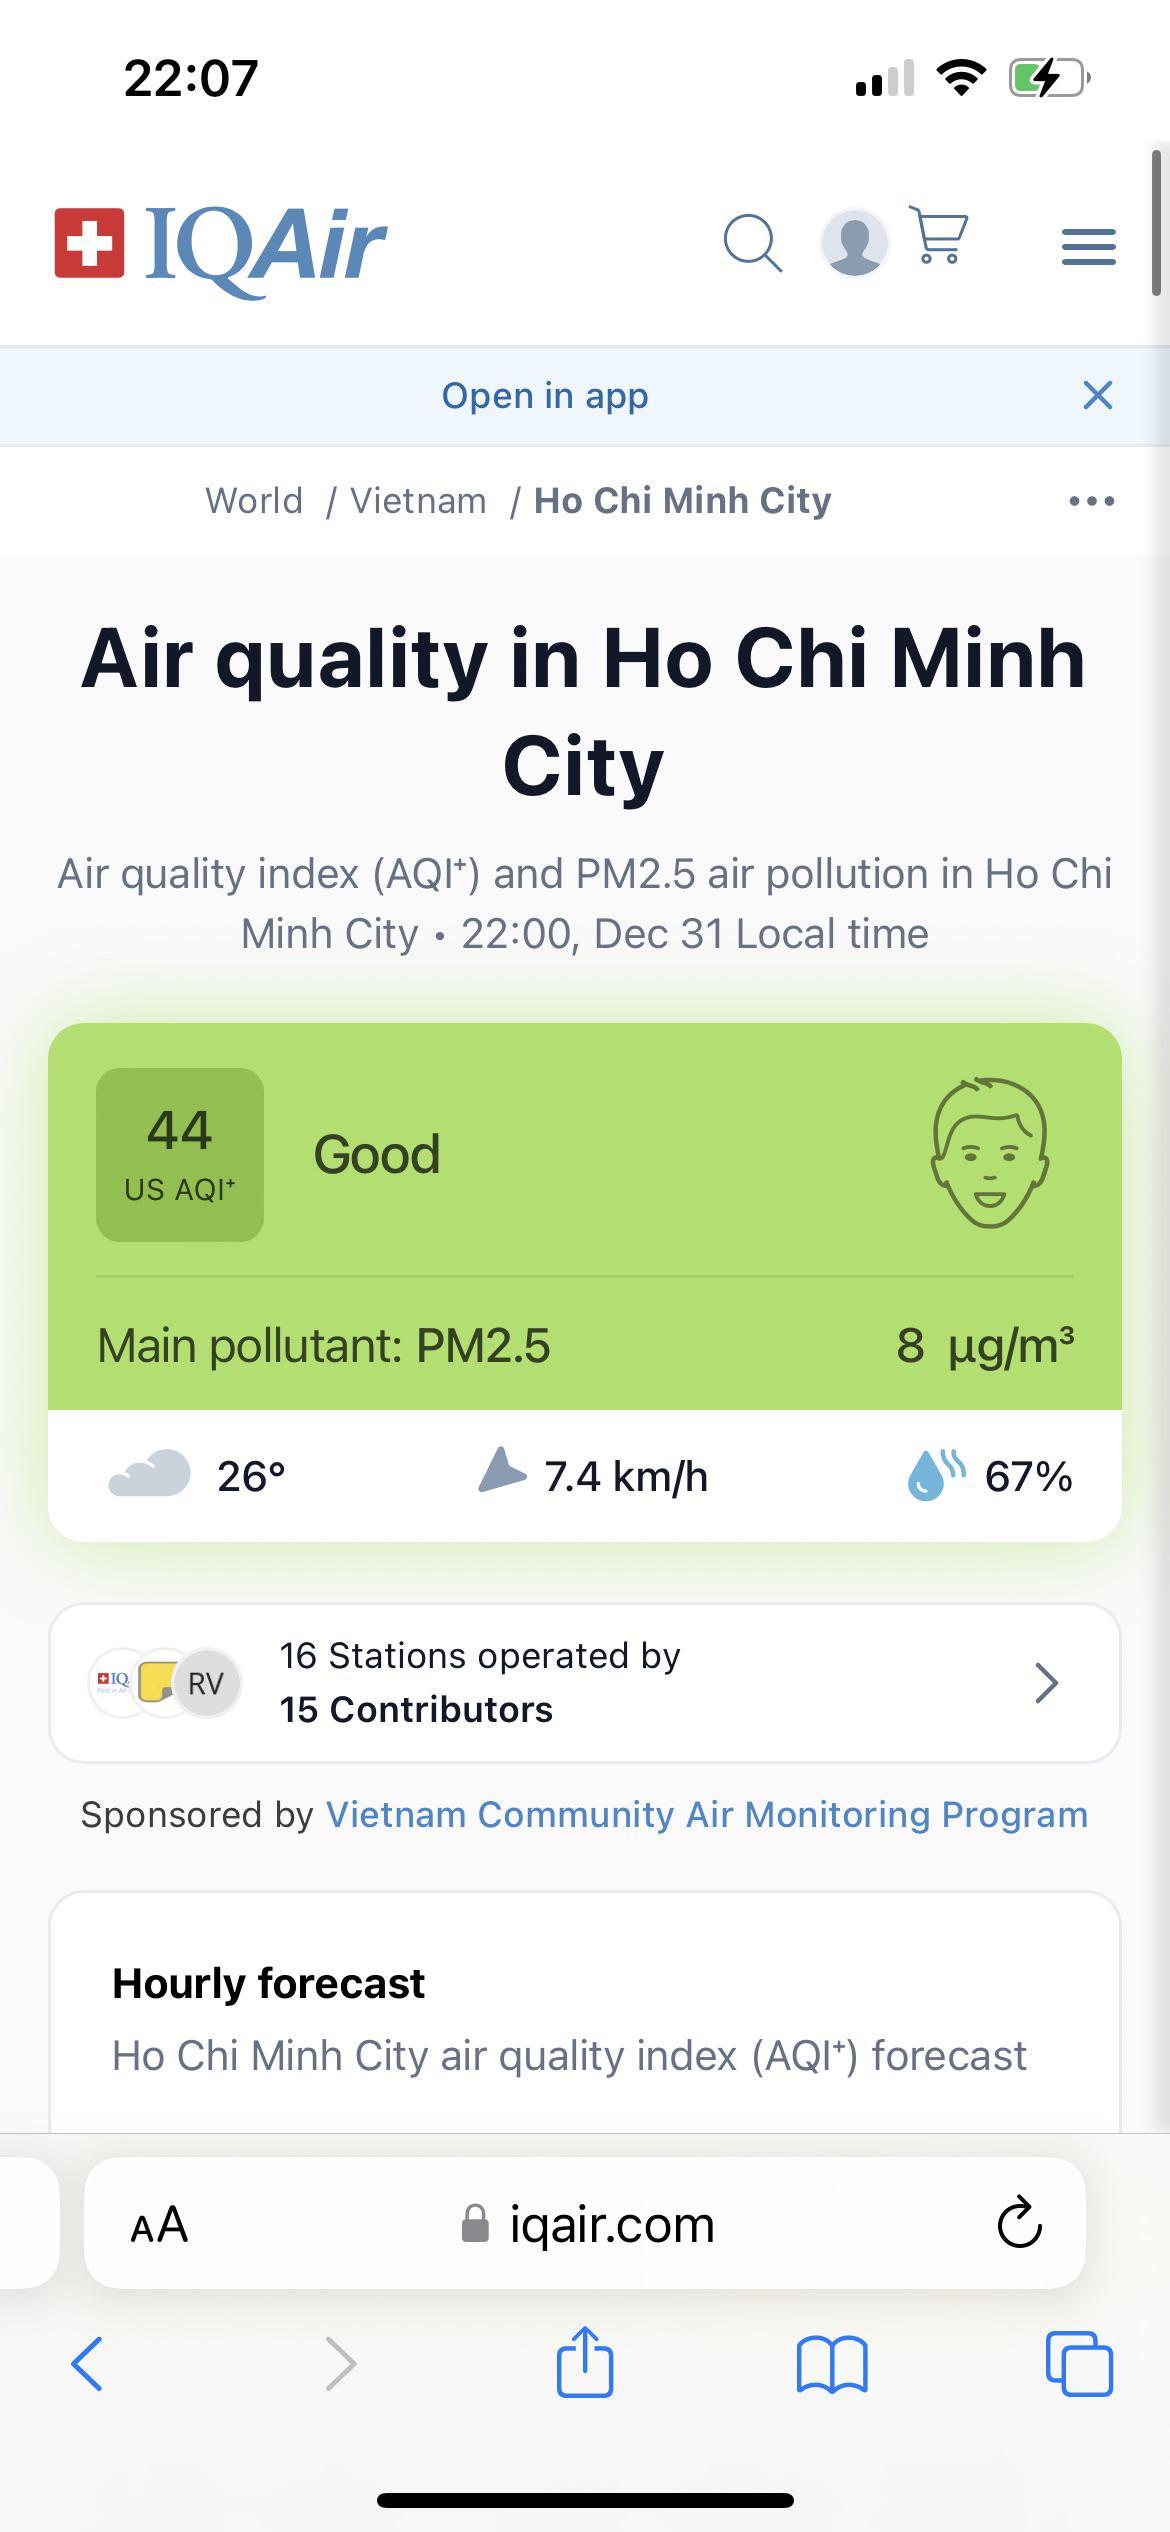 22:07
IQAir
Open in app
World / Vietnam / Ho Chi Minh City
Air quality in Ho Chi Minh
City
Air quality index (AQI⁺) and PM2.5 air pollution in Ho Chi
Minh City • 22:00, Dec 31 Local time
44
US AQI⁺
Good
Main pollutant: PM2.5
8 µg/m³
26°
7.4 km/h
67%
IQ
RV
16 Stations operated by
15 Contributors
Sponsored by Vietnam Community Air Monitoring Program
Hourly forecast
Ho Chi Minh City air quality index (AQI⁺) forecast
AA
iqair.com